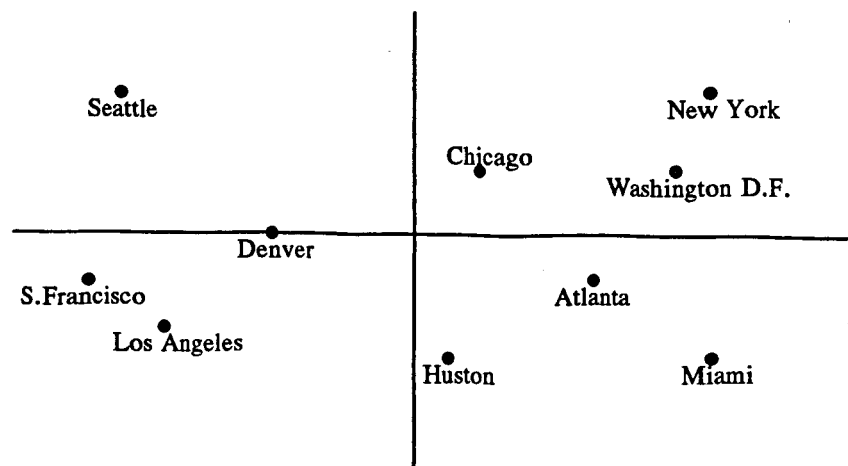 Seattle
New York
Chicago
Washington D.F.
Denver
S.Francisco
Atlanta
Los Angeles
Huston
Miami